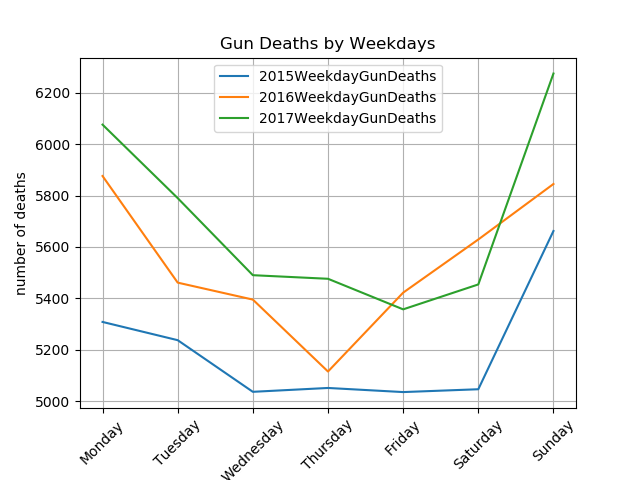 Gun Deaths by Weekdays
2015WeekdayGunDeaths
2016WeekdayGunDeaths
2017WeekdayGunDeaths
number of deaths
6200
6000
5800
5600
5400
5200
5000
Monday
Tuesday
Wednesday
Thursday
Friday
Saturday
Sunday